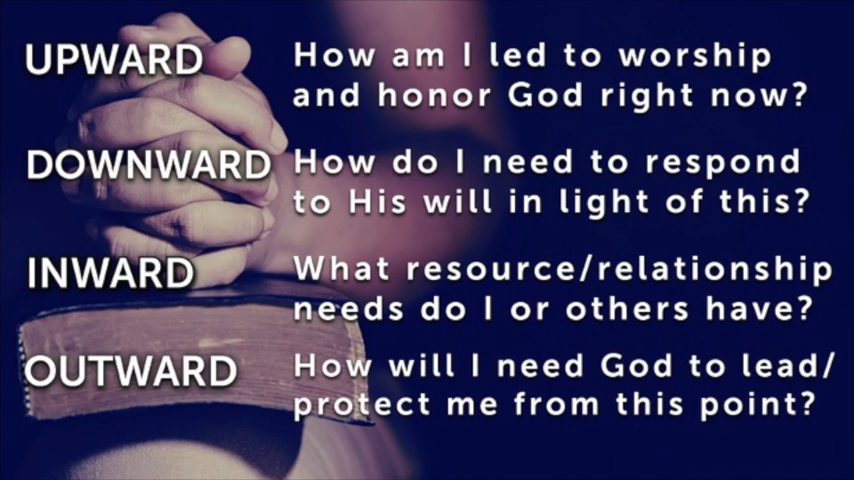 UPWARD
How am I led to worship
and honor God right now?
DOWNWARD
How do I need to respond
to His will in light of this?
INWARD
What resource/relationship
needs do I or others have?
OUTWARD
How will I need God to lead/
protect me from this point?